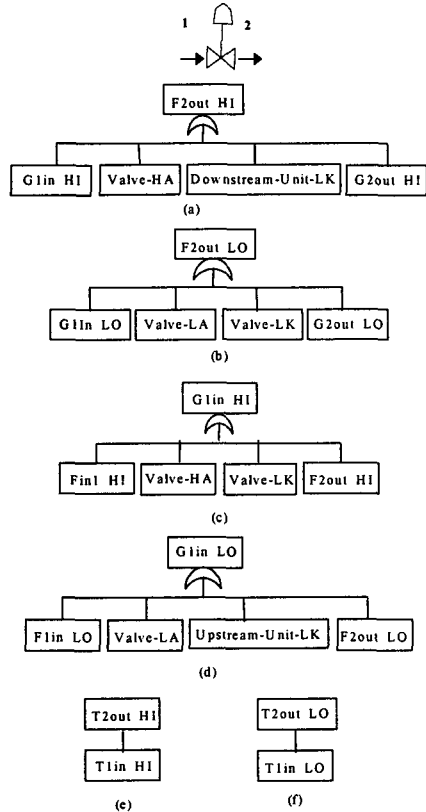 1 2
F2out HI
G1in HI Valve-HA Downstream-Unit-LK G2out HI
(a)
F2out LO
G1In LO Valve-LA Valve-LK G2out LO
(b)
G1in HI
Fin1 HI Valve-HA Valve-LK F2out HI
(c)
G1in LO
F1in LO Valve-LA Upstream-Unit-LK F2out LO
(d)
T2out HI T2out LO
T1in HI T1in LO
(e) (f)